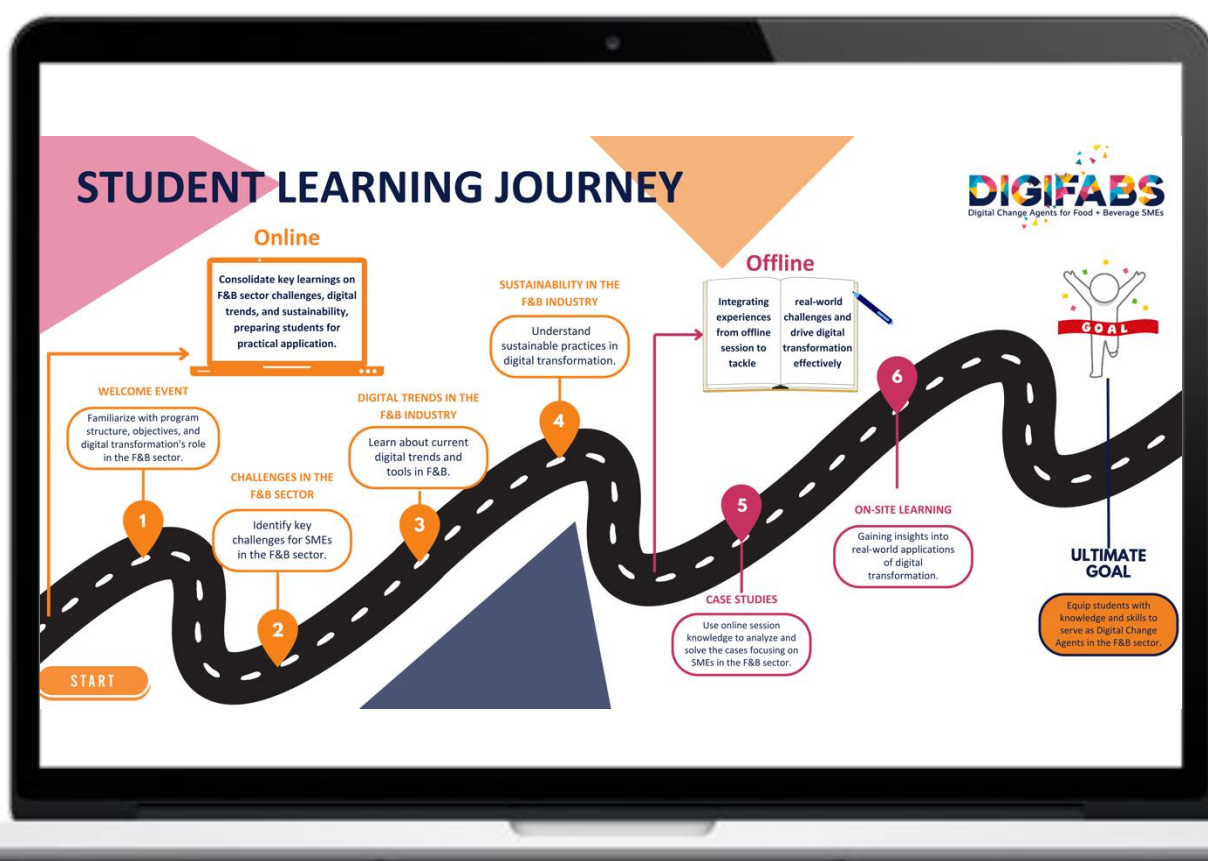 STUDENT LEARNING JOURNEY
DIGIFABS
Digital Change Agents for Food + Beverage SMEs
Online
Consolidate key learnings on
F&B sector challenges, digital
trends, and sustainability,
preparing students for
practical application.
WELCOME EVENT
Familiarize with program
structure, objectives, and
digital transformation's role
in the F&B sector.
1
CHALLENGES IN THE
F&B SECTOR
Identify key
challenges for SMEs
in the F&B sector.
2
DIGITAL TRENDS IN THE
F&B INDUSTRY
Learn about current
digital trends and
tools in F&B.
3
SUSTAINABILITY IN THE
F&B INDUSTRY
Understand
sustainable practices in
digital transformation.
4
Offline
Integrating
experiences
from offline
session to
tackle
real-world
challenges and
drive digital
transformation
effectively
5
CASE STUDIES
Use online session
knowledge to analyze and
solve the cases focusing on
SMEs in the F&B sector.
6
ON-SITE LEARNING
Gaining insights into
real-world applications
of digital
transformation.
GOAL
ULTIMATE
GOAL
Equip students with
knowledge and skills to
serve as Digital Change
Agents in the F&B sector.
START